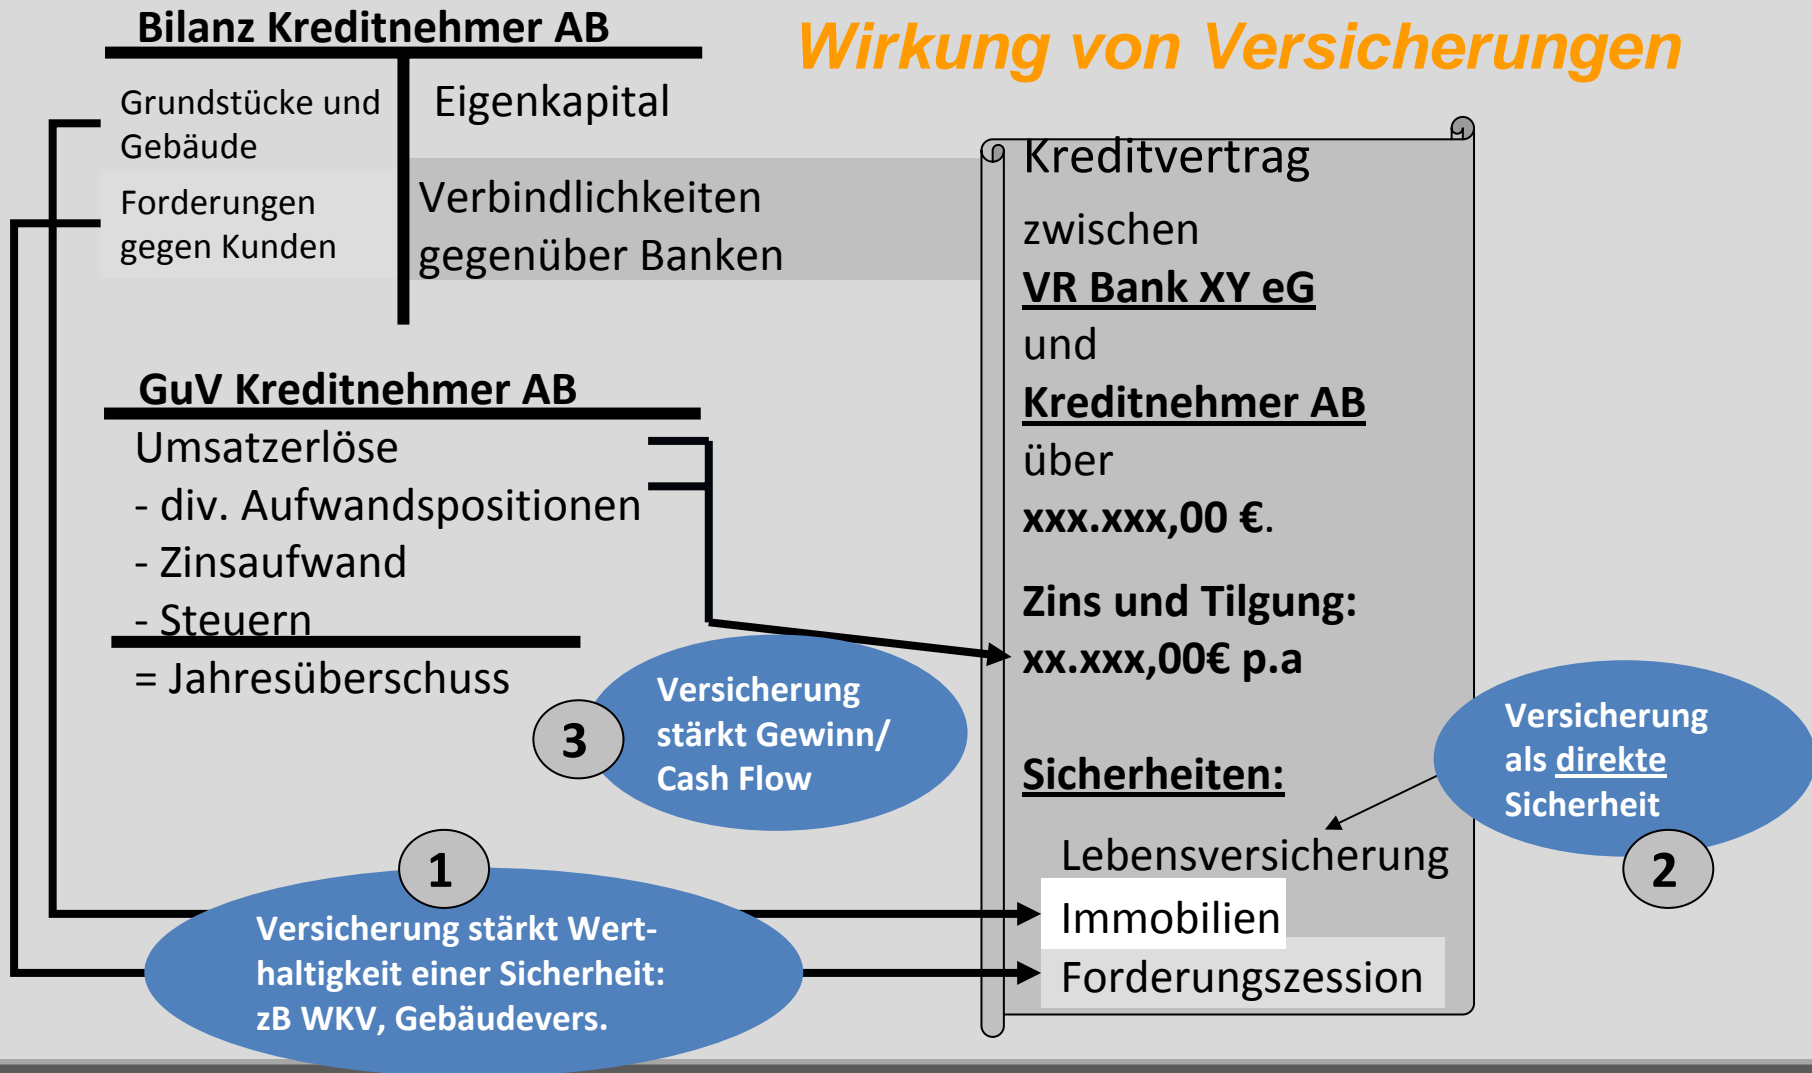 Bilanz Kreditnehmer AB
Wirkung von Versicherungen
Grundstücke und
Gebäude
Forderungen
gegen Kunden
Eigenkapital
Verbindlichkeiten
gegenüber Banken
GuV Kreditnehmer AB
Umsatzerlöse
- div. Aufwandspositionen
- Zinsaufwand
- Steuern
= Jahresüberschuss
3
Versicherung
stärkt Gewinn/
Cash Flow
1
Versicherung stärkt Wert-
haltigkeit einer Sicherheit:
zB WKV, Gebäudevers.
Kreditvertrag
zwischen
VR Bank XY eG
und
Kreditnehmer AB
über
xxx.xxx,00 €.
Zins und Tilgung:
xx.xxx,00€ p.a
Sicherheiten:
Lebensversicherung
Immobilien
Forderungszession
Versicherung
als direkte
Sicherheit
2